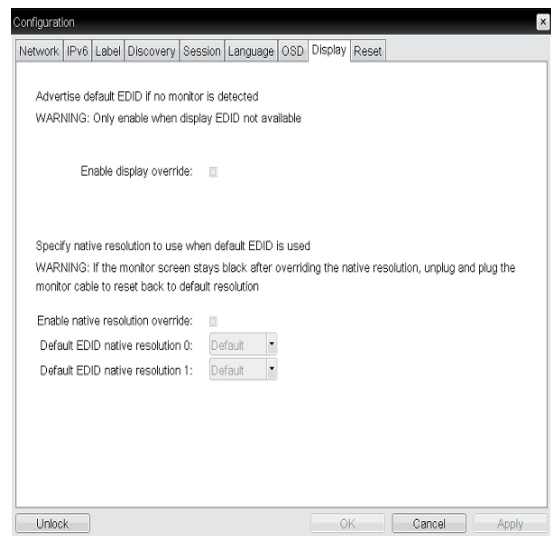 Configuration
Network IPv6 Label Discovery Session Language OSD Display Reset
Advertise default EDID if no monitor is detected
WARNING: Only enable when display EDID not available
Enable display override:
Specify native resolution to use when default EDID is used
WARNING: If the monitor screen stays black after overriding the native resolution, unplug and plug the
monitor cable to reset back to default resolution
Enable native resolution override:
Default EDID native resolution 0: Default
Default EDID native resolution 1: Default
Unlock OK Cancel Apply